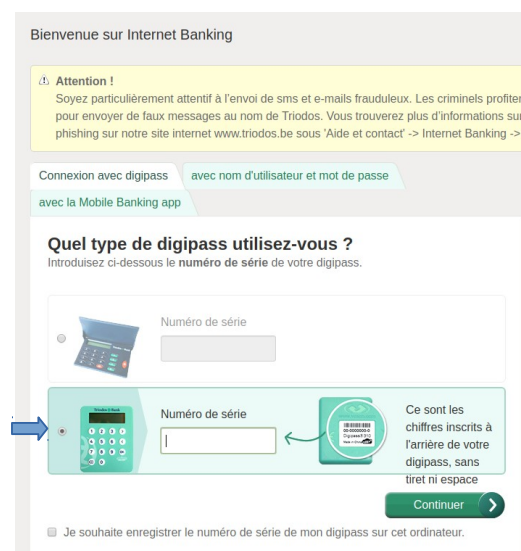 Bienvenue sur Internet Banking
Attention !
Soyez particulièrement attentif à l'envoi de sms et e-mails frauduleux. Les criminels profiter
pour envoyer de faux messages au nom de Triodos. Vous trouverez plus d'informations sur
phishing sur notre site internet www.triodos.be sous 'Aide et contact' -> Internet Banking ->
Connexion avec digipass
avec nom d'utilisateur et mot de passe
avec la Mobile Banking app
Quel type de digipass utilisez-vous ?
Introduisez ci-dessous le numéro de série de votre digipass.
Numéro de série
Triodos Bank
Numéro de série
Ce sont les
chiffres inscrits à
l'arrière de votre
digipass, sans
tiret ni espace
Continuer
Je souhaite enregistrer le numéro de série de mon digipass sur cet ordinateur.